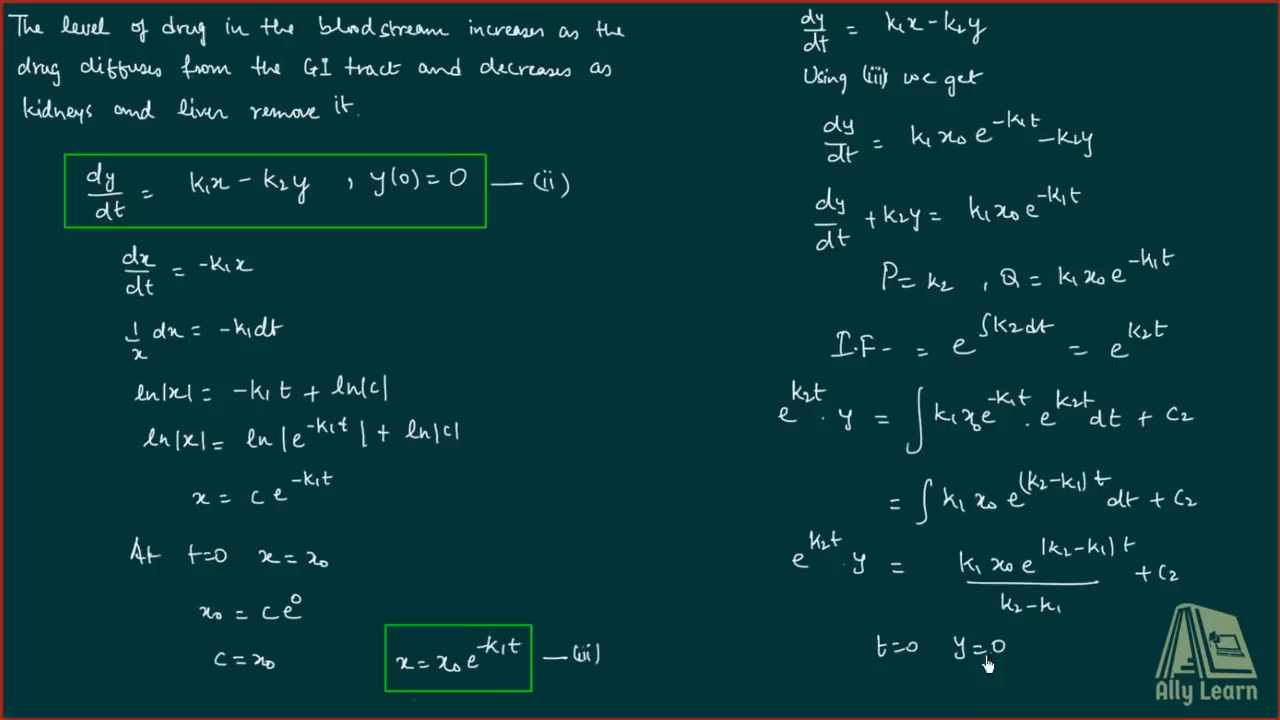 The level of drug in the bloodstream increases as the
drug diffuses from the GI tract and decreases as
kidneys and liver remove it.
dy/dt = k₁x - k₂y , y(0) = 0 — (ii)
dx/dt = -k₁x
1/x dx = -k₁dt
ln|x| = -k₁t + ln|c|
ln|x| = ln|e^{-k₁t}| + ln|c|
x = ce^{-k₁t}
At t=0 x = x₀
x₀ = ce⁰
c = x₀
x = x₀e^{-k₁t} — (iii)
dy/dt = k₁x - k₂y
Using (iii) we get
dy/dt = k₁x₀e^{-k₁t} - k₂y
dy/dt + k₂y = k₁x₀e^{-k₁t}
P = k₂ , Q = k₁x₀e^{-k₁t}
I.F- = e^{∫k₂dt} = e^{k₂t}
e^{k₂t} . y = ∫k₁x₀e^{-k₁t} . e^{k₂t}dt + c₂
= ∫k₁x₀e^{(k₂-k₁)t}dt + c₂
e^{k₂t} . y = k₁x₀e^{(k₂-k₁)t}/k₂-k₁ + c₂
t=0 y=0
Ally Learn